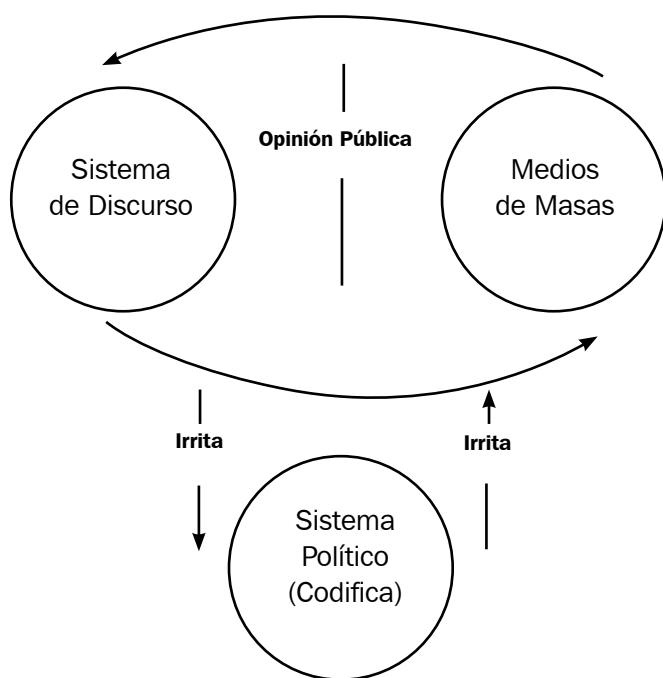 Opinión Pública
Sistema
de Discurso
Medios
de Masas
Irrita
Irrita
Sistema
Político
(Codifica)